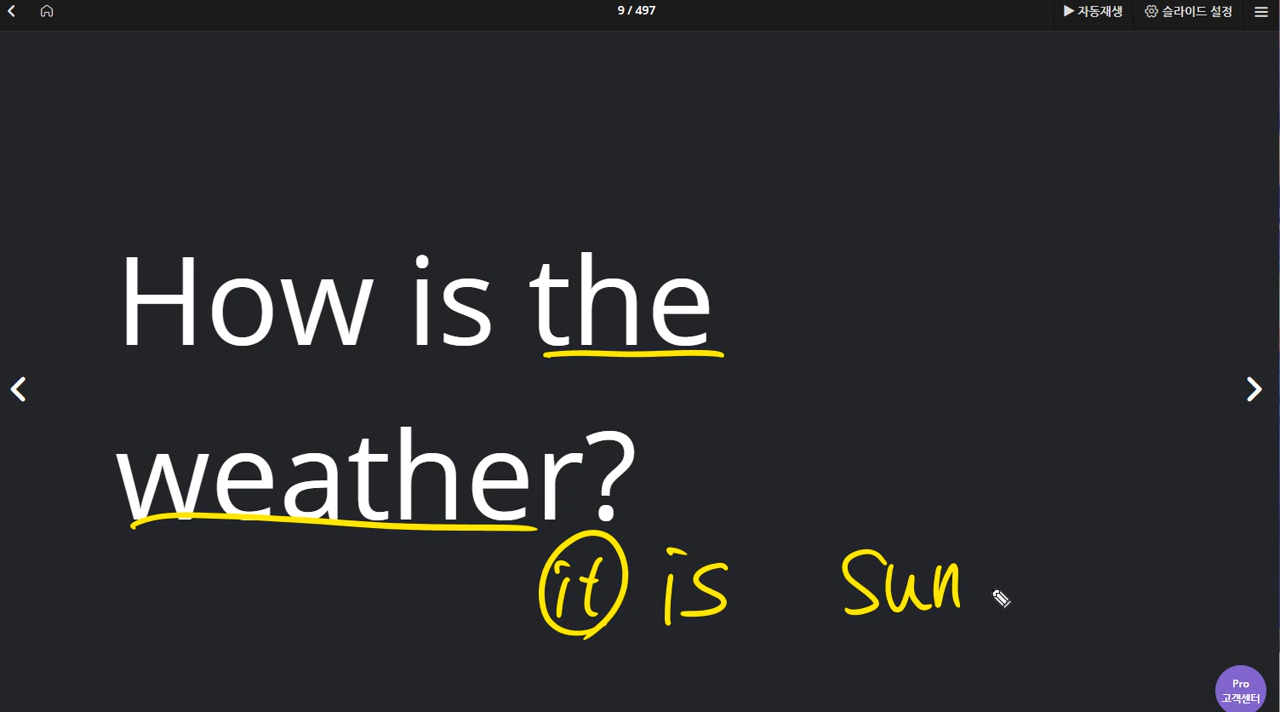 9 / 497
▶ 자동재생
슬라이드 설정
How is the
weather?
it is sun
Pro
고객센터